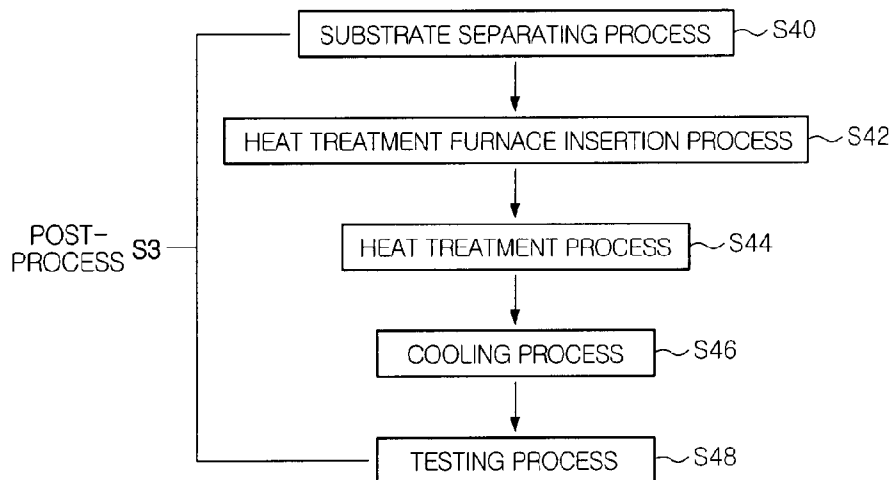 SUBSTRATE SEPARATING PROCESS S40
HEAT TREATMENT FURNACE INSERTION PROCESS S42
HEAT TREATMENT PROCESS S44
POST-
PROCESS S3
COOLING PROCESS S46
TESTING PROCESS S48